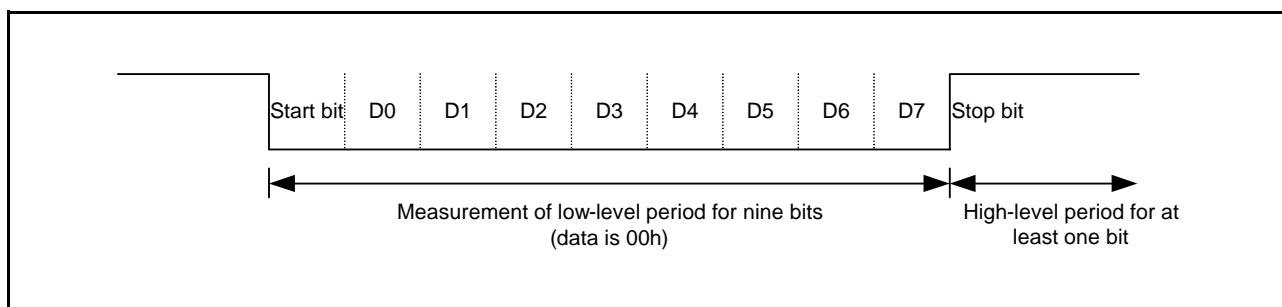 Start bit D0 D1 D2 D3 D4 D5 D6 D7 Stop bit
Measurement of low-level period for nine bits
(data is 00h)
High-level period for at
least one bit